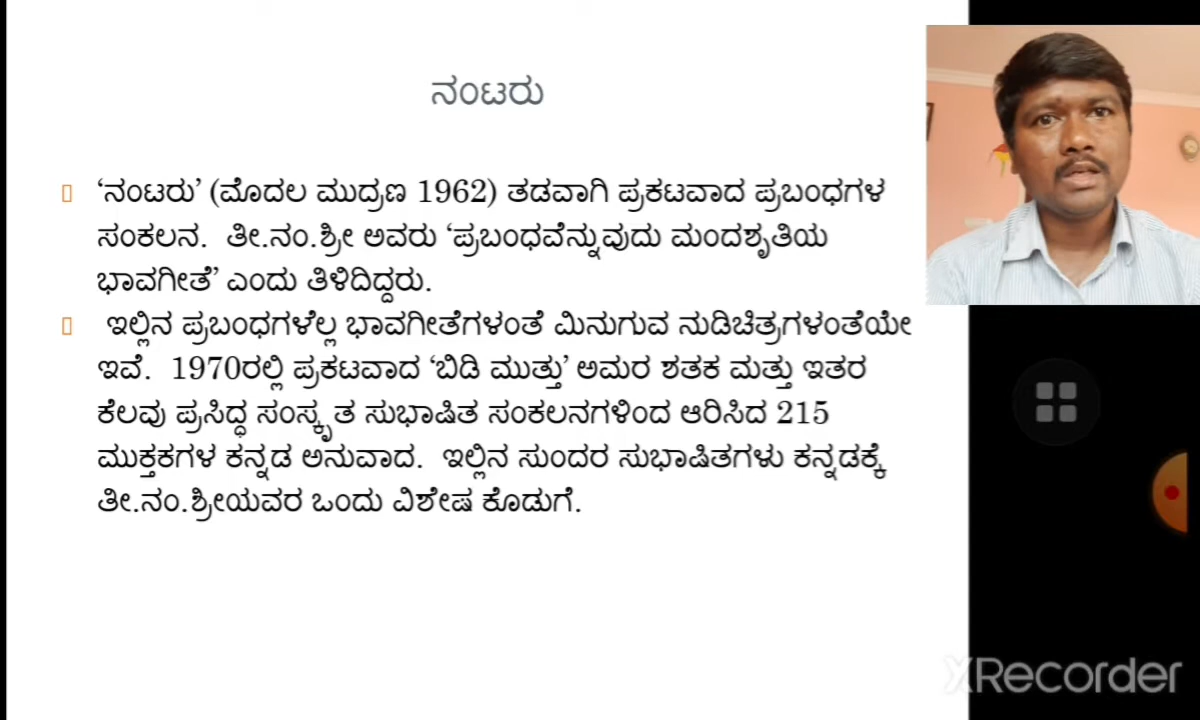 ನಂಟರು
‘ನಂಟರು’ (ಮೊದಲ ಮುದ್ರಣ 1962) ತಡವಾಗಿ ಪ್ರಕಟವಾದ ಪ್ರಬಂಧಗಳ
ಸಂಕಲನ. ತೀ.ನಂ.ಶ್ರೀ ಅವರು ‘ಪ್ರಬಂಧವೆನ್ನುವುದು ಮಂದಶೃತಿಯ
ಭಾವಗೀತೆ’ ಎಂದು ತಿಳಿದಿದ್ದರು.
ಇಲ್ಲಿನ ಪ್ರಬಂಧಗಳೆಲ್ಲ ಭಾವಗೀತೆಗಳಂತೆ ಮಿನುಗುವ ನುಡಿಚಿತ್ರಗಳಂತೆಯೇ
ಇವೆ. 1970ರಲ್ಲಿ ಪ್ರಕಟವಾದ ‘ಬಿಡಿ ಮುತ್ತು’ ಅಮರ ಶತಕ ಮತ್ತು ಇತರ
ಕೆಲವು ಪ್ರಸಿದ್ಧ ಸಂಸ್ಕೃತ ಸುಭಾಷಿತ ಸಂಕಲನಗಳಿಂದ ಆರಿಸಿದ 215
ಮುಕ್ತಕಗಳ ಕನ್ನಡ ಅನುವಾದ. ಇಲ್ಲಿನ ಸುಂದರ ಸುಭಾಷಿತಗಳು ಕನ್ನಡಕ್ಕೆ
ತೀ.ನಂ.ಶ್ರೀಯವರ ಒಂದು ವಿಶೇಷ ಕೊಡುಗೆ.
XRecorder